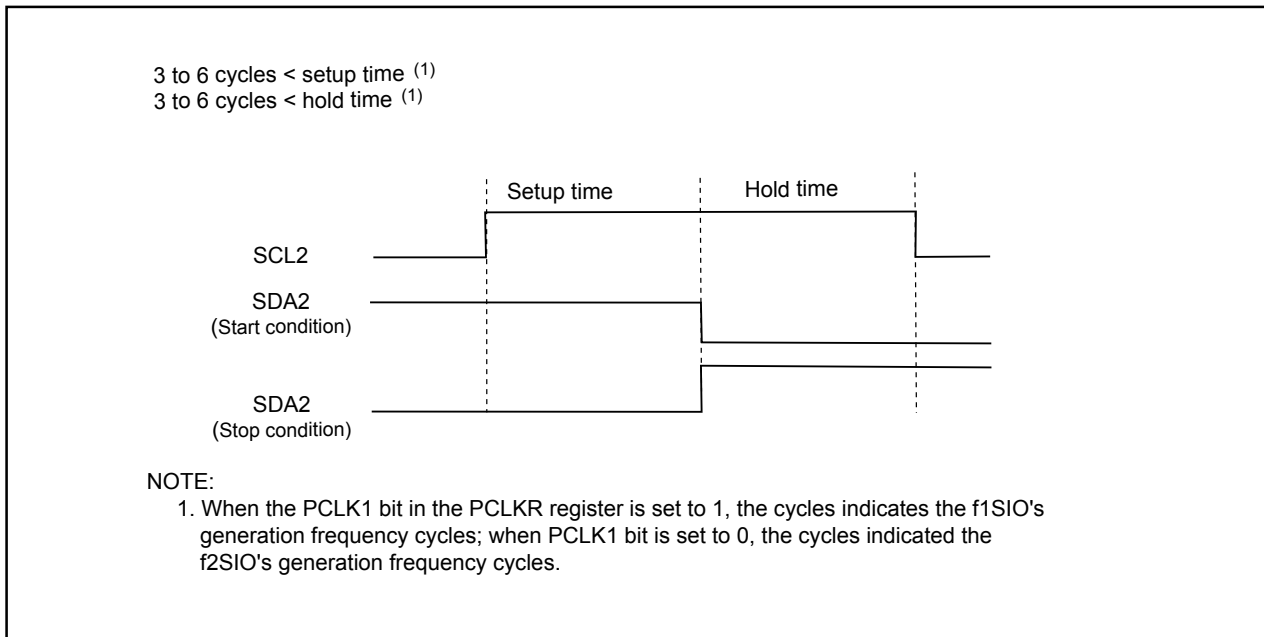 3 to 6 cycles < setup time (1)
3 to 6 cycles < hold time (1)
Setup time
Hold time
SCL2
SDA2
(Start condition)
SDA2
(Stop condition)
NOTE:
1. When the PCLK1 bit in the PCLKR register is set to 1, the cycles indicates the f1SIO's
generation frequency cycles; when PCLK1 bit is set to 0, the cycles indicated the
f2SIO's generation frequency cycles.